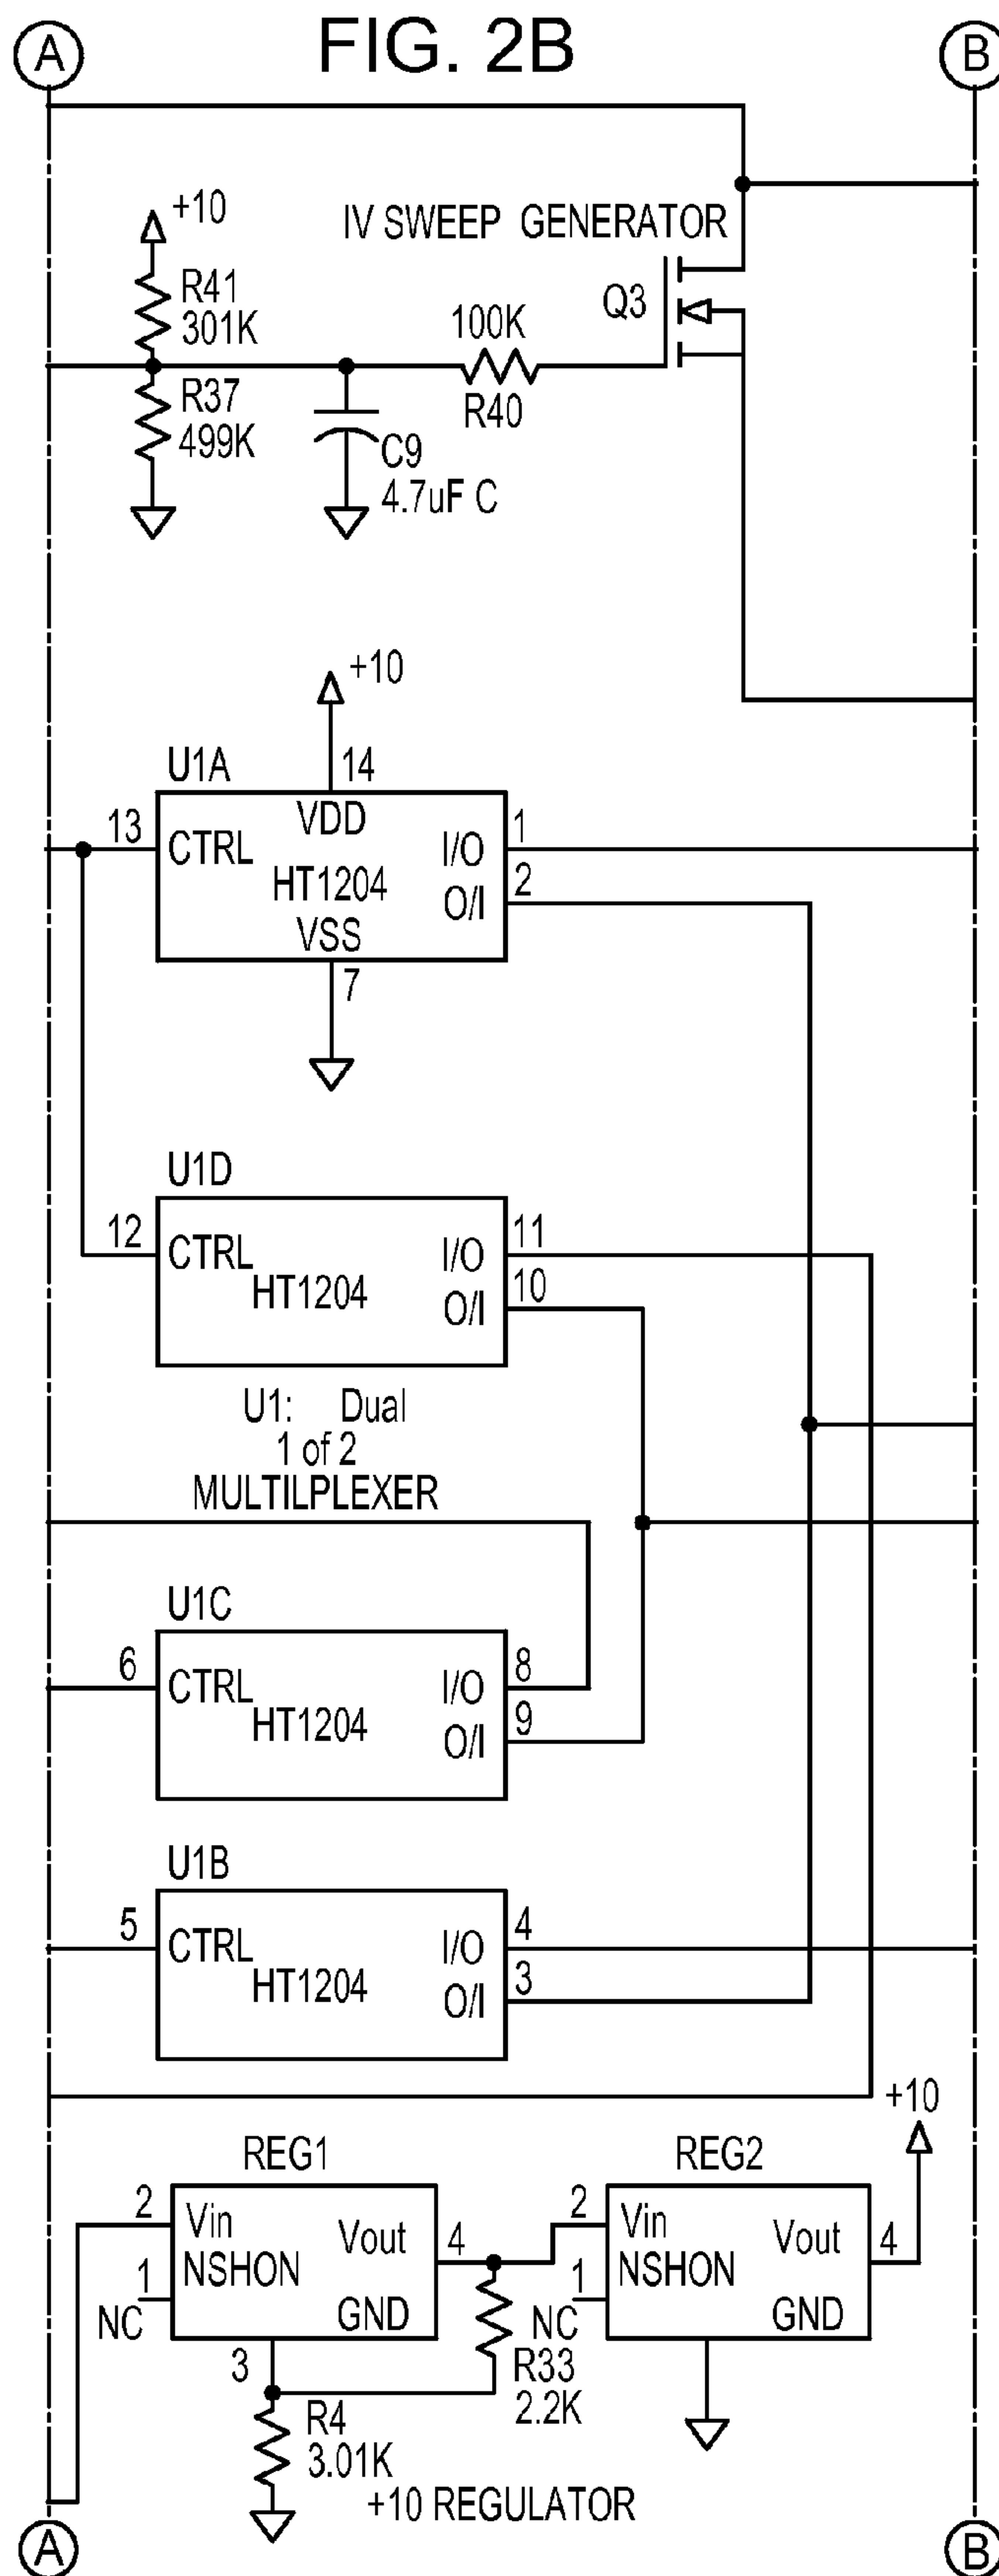 A
FIG. 2B
B
+10
IV SWEEP GENERATOR
R41
301K
Q3
100K
R40
R37
499K
C9
4.7uF C
+10
U1A
14
13
CTRL
VDD
I/O
1
HT1204
O/I
2
VSS
7
U1D
12
CTRL
I/O
11
HT1204
O/I
10
U1: Dual
1 of 2
MULTILPLEXER
U1C
6
CTRL
I/O
8
HT1204
O/I
9
U1B
5
CTRL
I/O
4
HT1204
O/I
3
+10
REG1
REG2
2
Vin
Vout
4
1
NSHON
NC
GND
3
2
Vin
Vout
4
1
NSHON
NC
GND
R33
2.2K
R4
3.01K
+10 REGULATOR
A
B